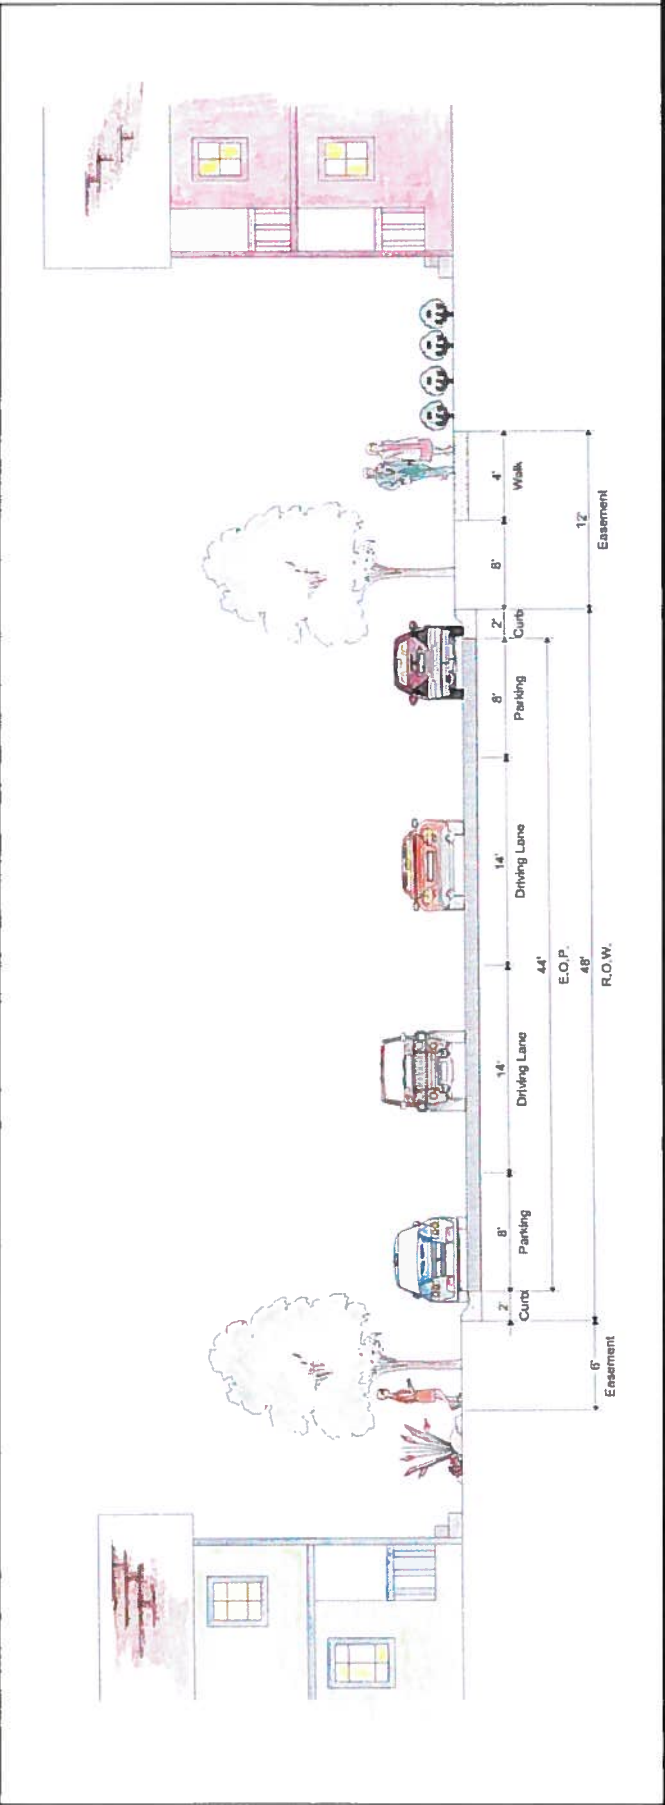 2' 8' 14' 14' 8' 2' 8' 4'
Curb Parking Driving Lane Driving Lane Parking Curb Walk
44'
E.O.P.
6' 48' 12'
Easement R.O.W. Easement